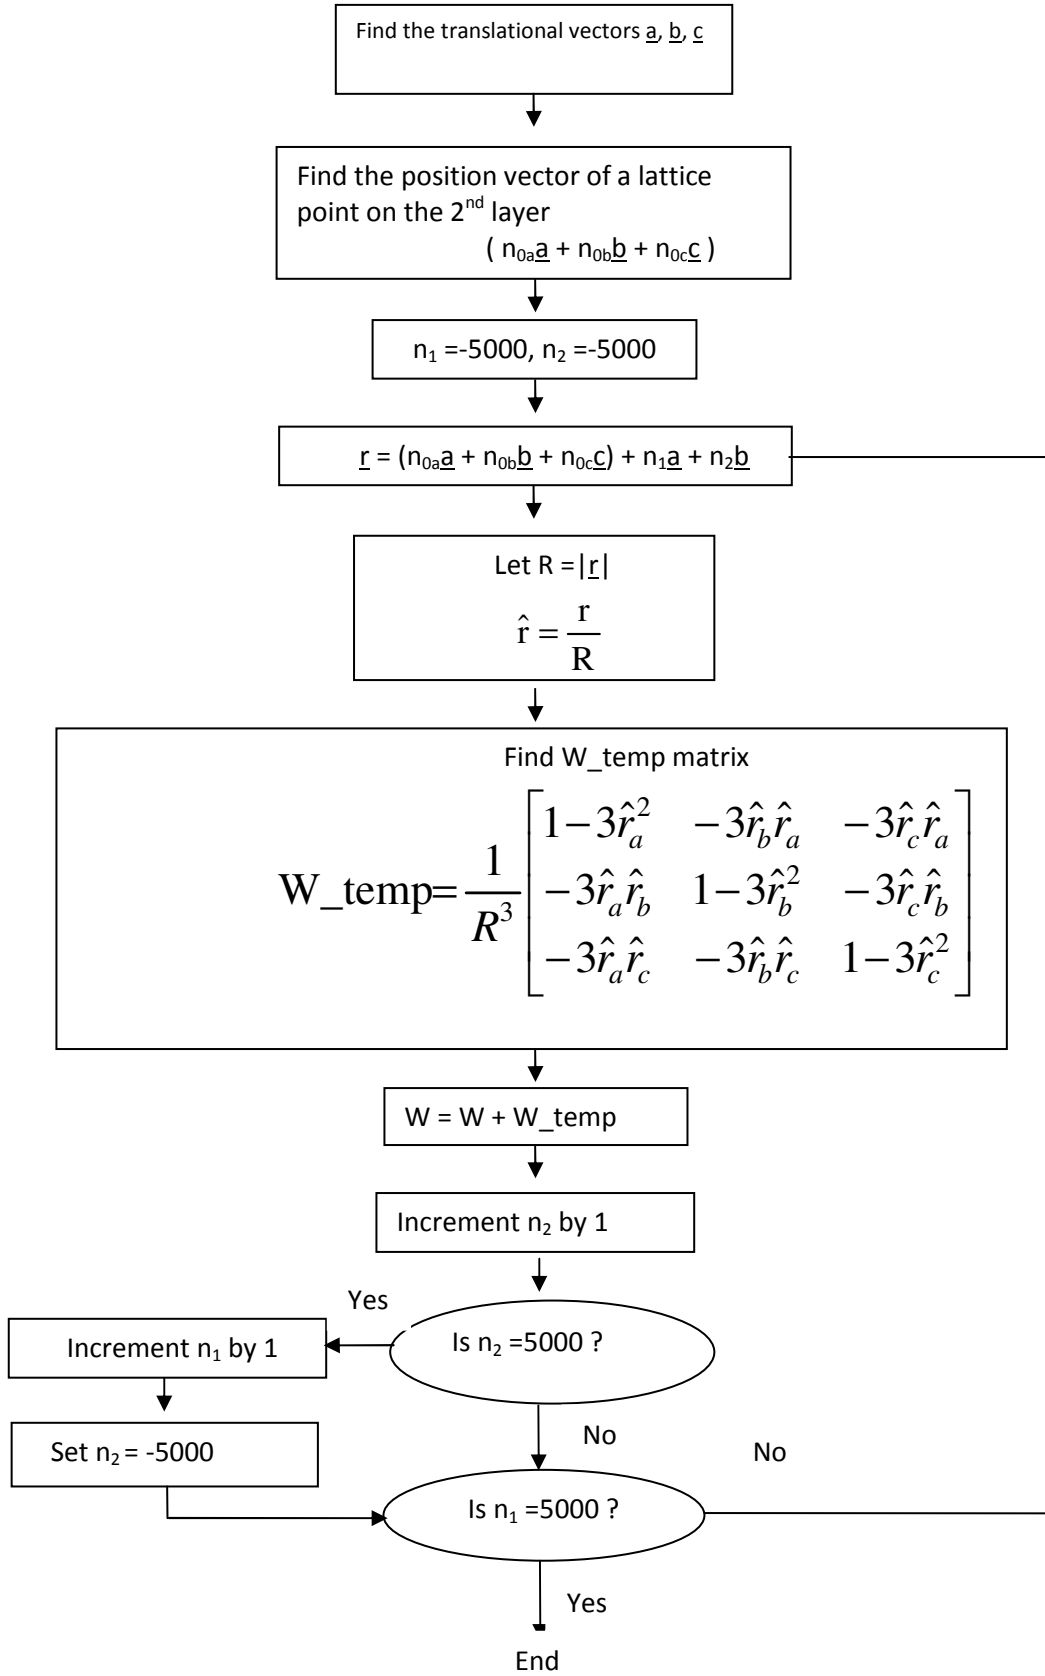 Find the translational vectors a, b, c
Find the position vector of a lattice
point on the 2nd layer
( n0aa + n0bb + n0cc )
n1 =-5000, n2 =-5000
r = (n0aa + n0bb + n0cc) + n1a + n2b
Let R =|r|
r̂ = r/R
Find W_temp matrix
W_temp= 1/R³ [ 1−3r̂a² −3r̂br̂a −3r̂cr̂a
−3r̂ar̂b 1−3r̂b² −3r̂cr̂b
−3r̂ar̂c −3r̂br̂c 1−3r̂c² ]
W = W + W_temp
Increment n2 by 1
Yes
Is n2 =5000 ?
Increment n1 by 1
No
Set n2 = -5000
No
Is n1 =5000 ?
Yes
End